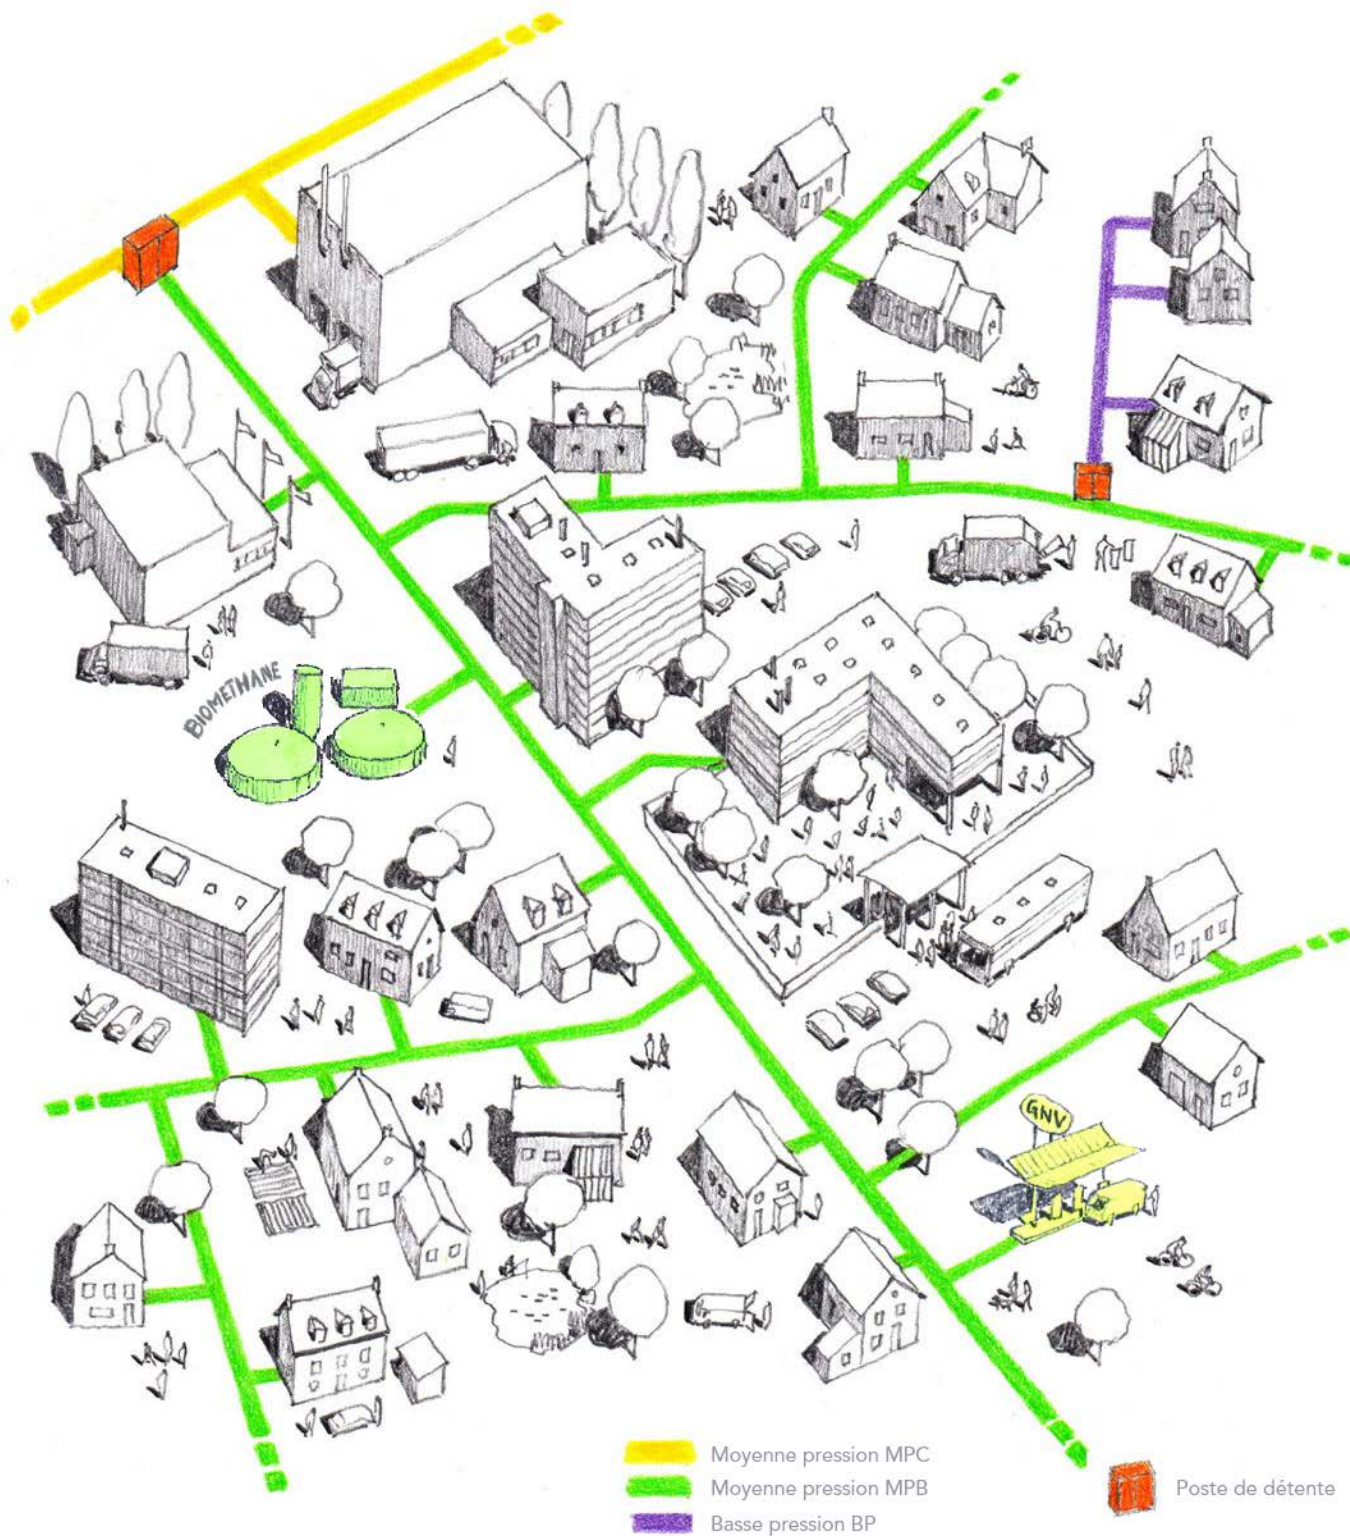 BIOMETHANE
GNV
Moyenne pression MPC
Moyenne pression MPB
Basse pression BP
Poste de détente